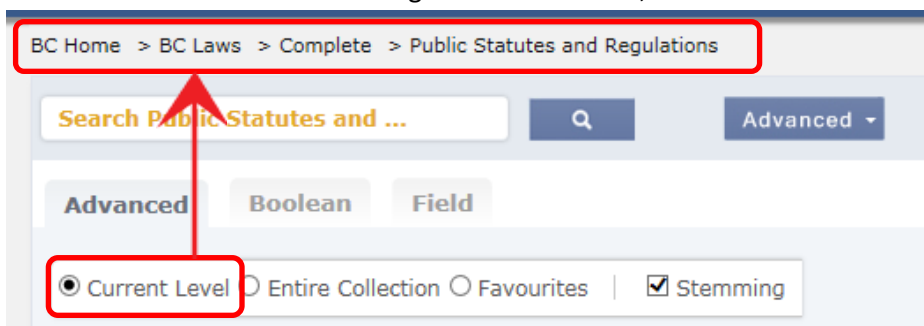 BC Home > BC Laws > Complete > Public Statutes and Regulations
Search Public Statutes and ...
Advanced
Advanced Boolean Field
Current Level Entire Collection Favourites | Stemming